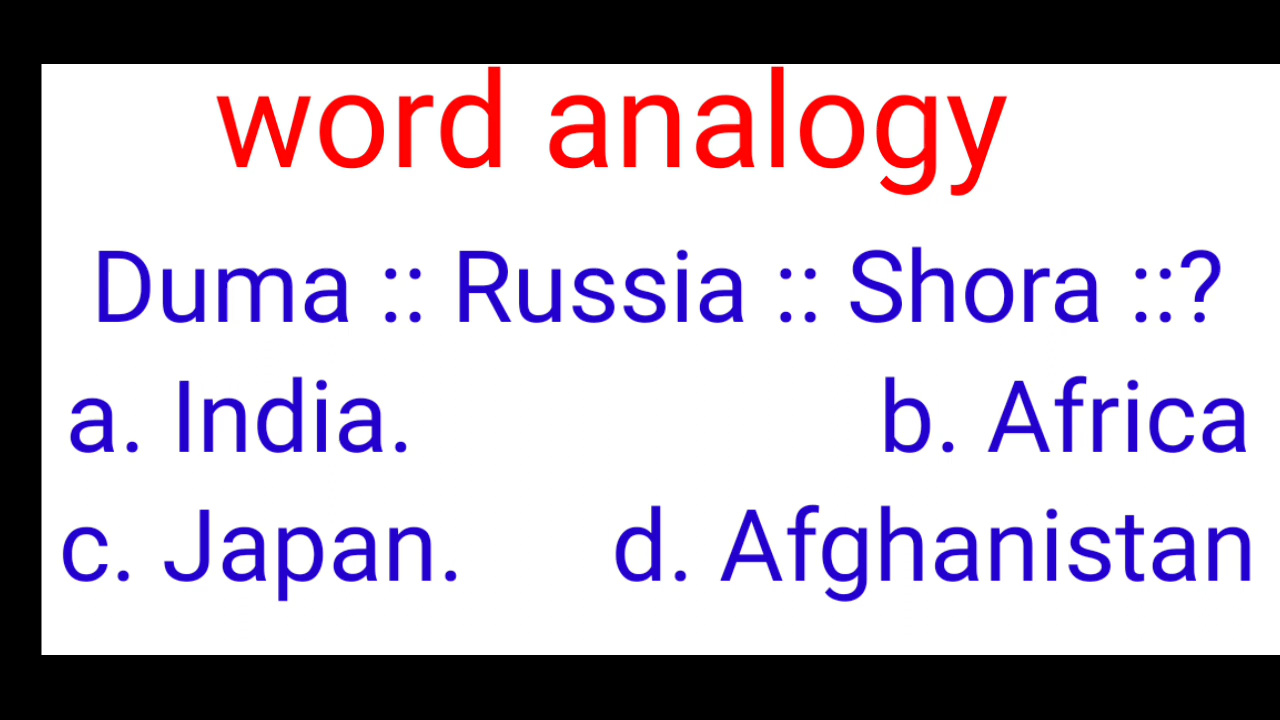 word analogy
Duma :: Russia :: Shora ::?
a. India. b. Africa
c. Japan. d. Afghanistan